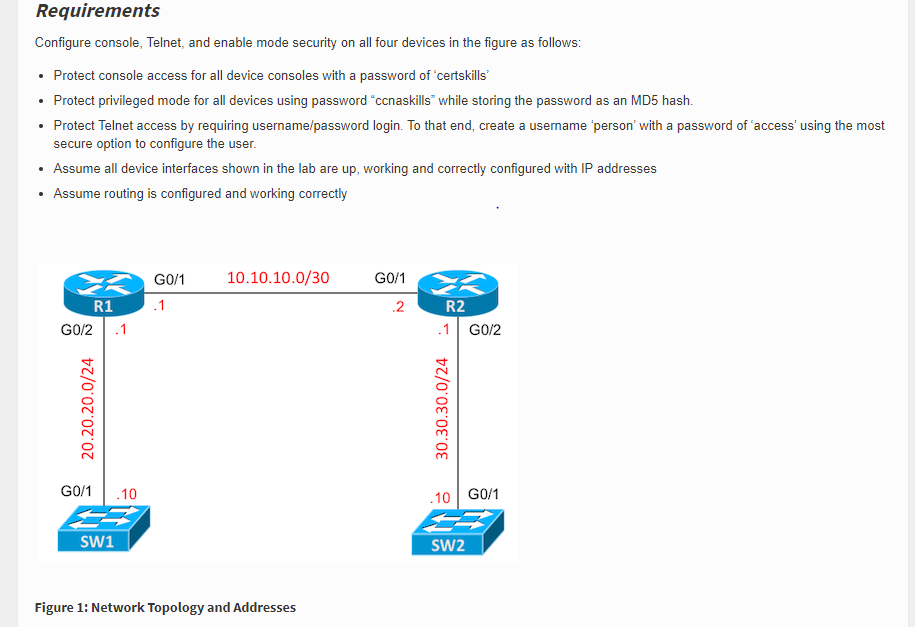 Requirements
Configure console, Telnet, and enable mode security on all four devices in the figure as follows:
• Protect console access for all device consoles with a password of ‘certskills’
• Protect privileged mode for all devices using password “ccnaskills” while storing the password as an MD5 hash.
• Protect Telnet access by requiring username/password login. To that end, create a username ‘person’ with a password of ‘access’ using the most
secure option to configure the user.
• Assume all device interfaces shown in the lab are up, working and correctly configured with IP addresses
• Assume routing is configured and working correctly
G0/1 10.10.10.0/30 G0/1
R1 .1 .2 R2
G0/2 .1 .1 G0/2
20.20.20.0/24 30.30.30.0/24
G0/1 .10 .10 G0/1
SW1 SW2
Figure 1: Network Topology and Addresses